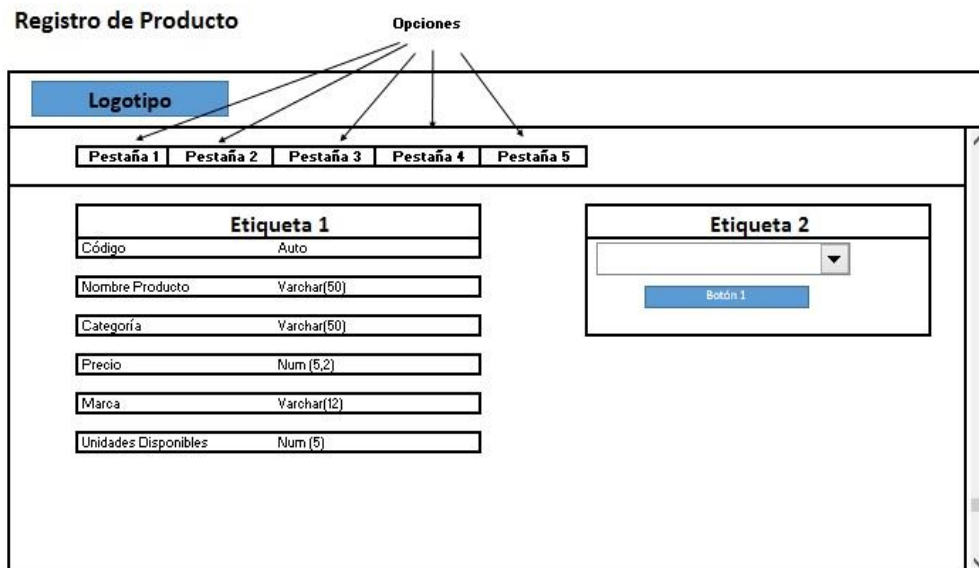 Registro de Producto
Opciones
Logotipo
Pestaña 1 Pestaña 2 Pestaña 3 Pestaña 4 Pestaña 5
Etiqueta 1
Código Auto
Nombre Producto Varchar(50)
Categoría Varchar(50)
Precio Num (5,2)
Marca Varchar(12)
Unidades Disponibles Num (5)
Etiqueta 2
Botón 1